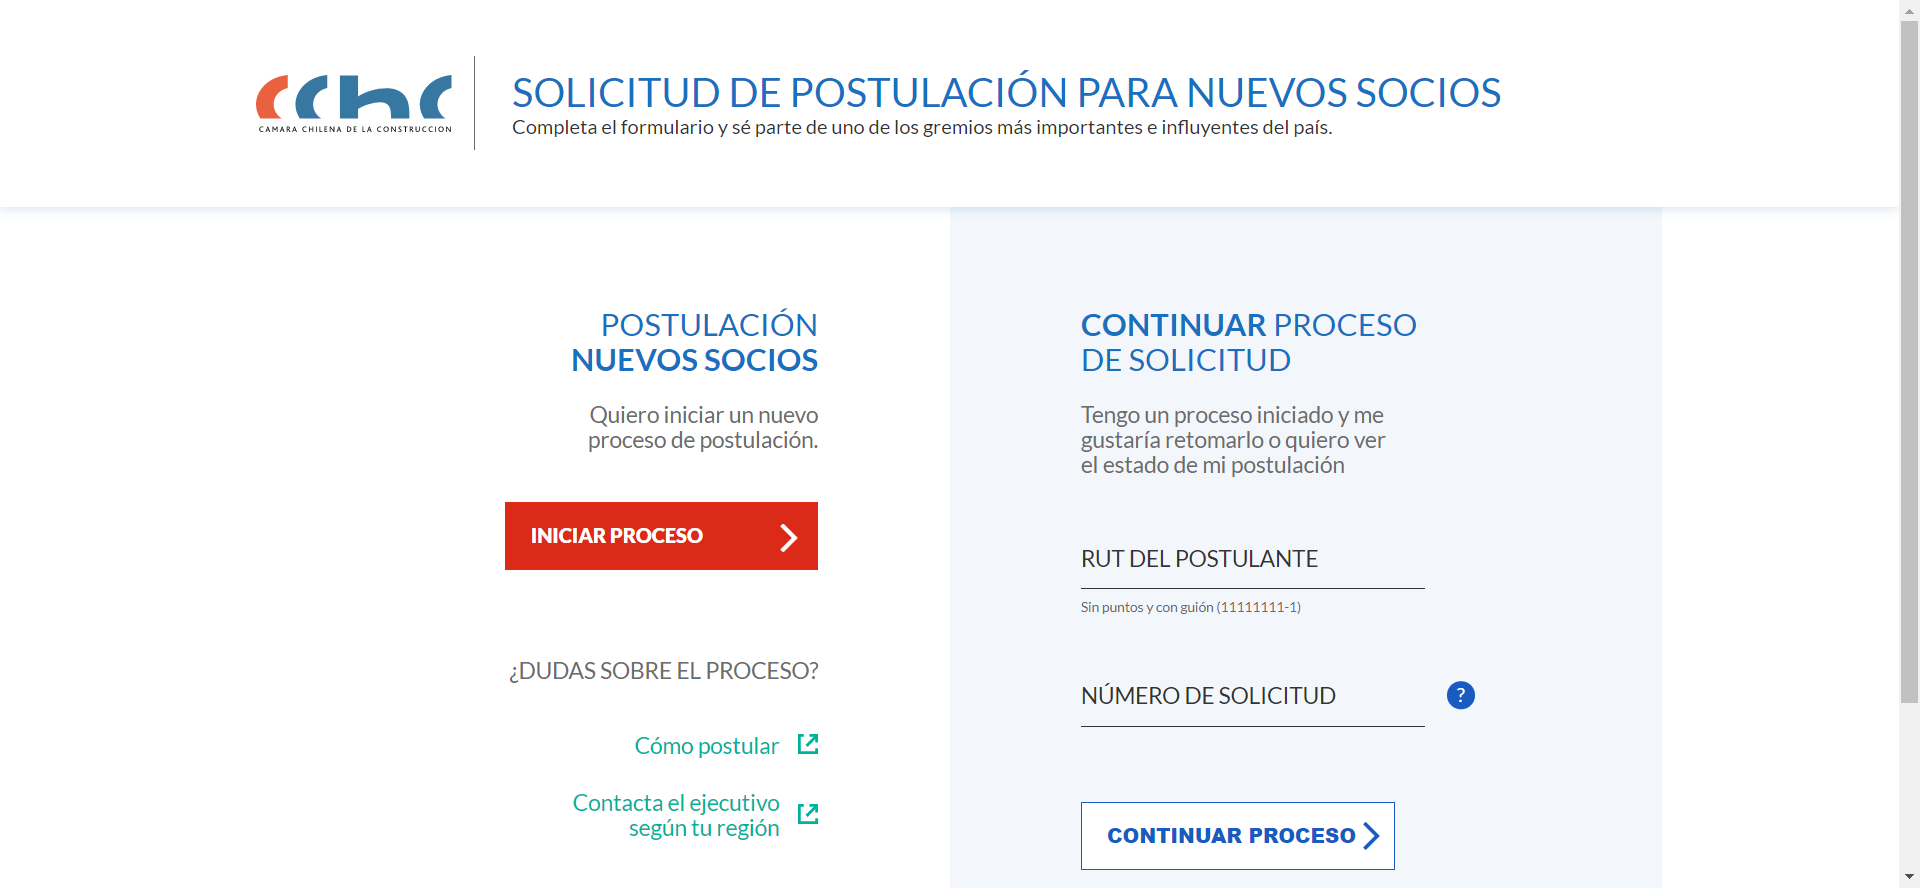 cchc
CAMARA CHILENA DE LA CONSTRUCCION
SOLICITUD DE POSTULACIÓN PARA NUEVOS SOCIOS
Completa el formulario y sé parte de uno de los gremios más importantes e influyentes del país.
POSTULACIÓN
NUEVOS SOCIOS
Quiero iniciar un nuevo
proceso de postulación.
INICIAR PROCESO
¿DUDAS SOBRE EL PROCESO?
Cómo postular
Contacta el ejecutivo
según tu región
CONTINUAR PROCESO
DE SOLICITUD
Tengo un proceso iniciado y me
gustaría retomarlo o quiero ver
el estado de mi postulación
RUT DEL POSTULANTE
Sin puntos y con guión (11111111-1)
NÚMERO DE SOLICITUD
?
CONTINUAR PROCESO